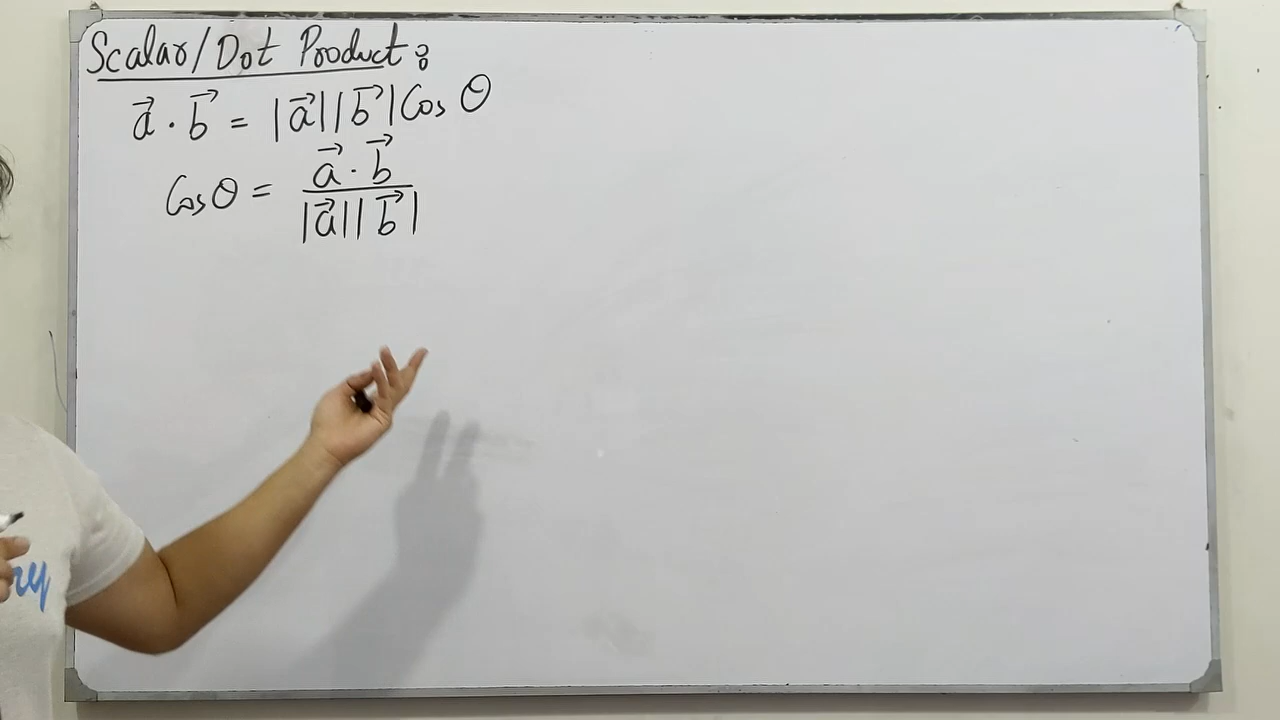 Scalar/Dot Product:
a⃗ · b⃗ = |a⃗||b⃗|Cos θ
Cos θ = a⃗ · b⃗ / |a⃗||b⃗|